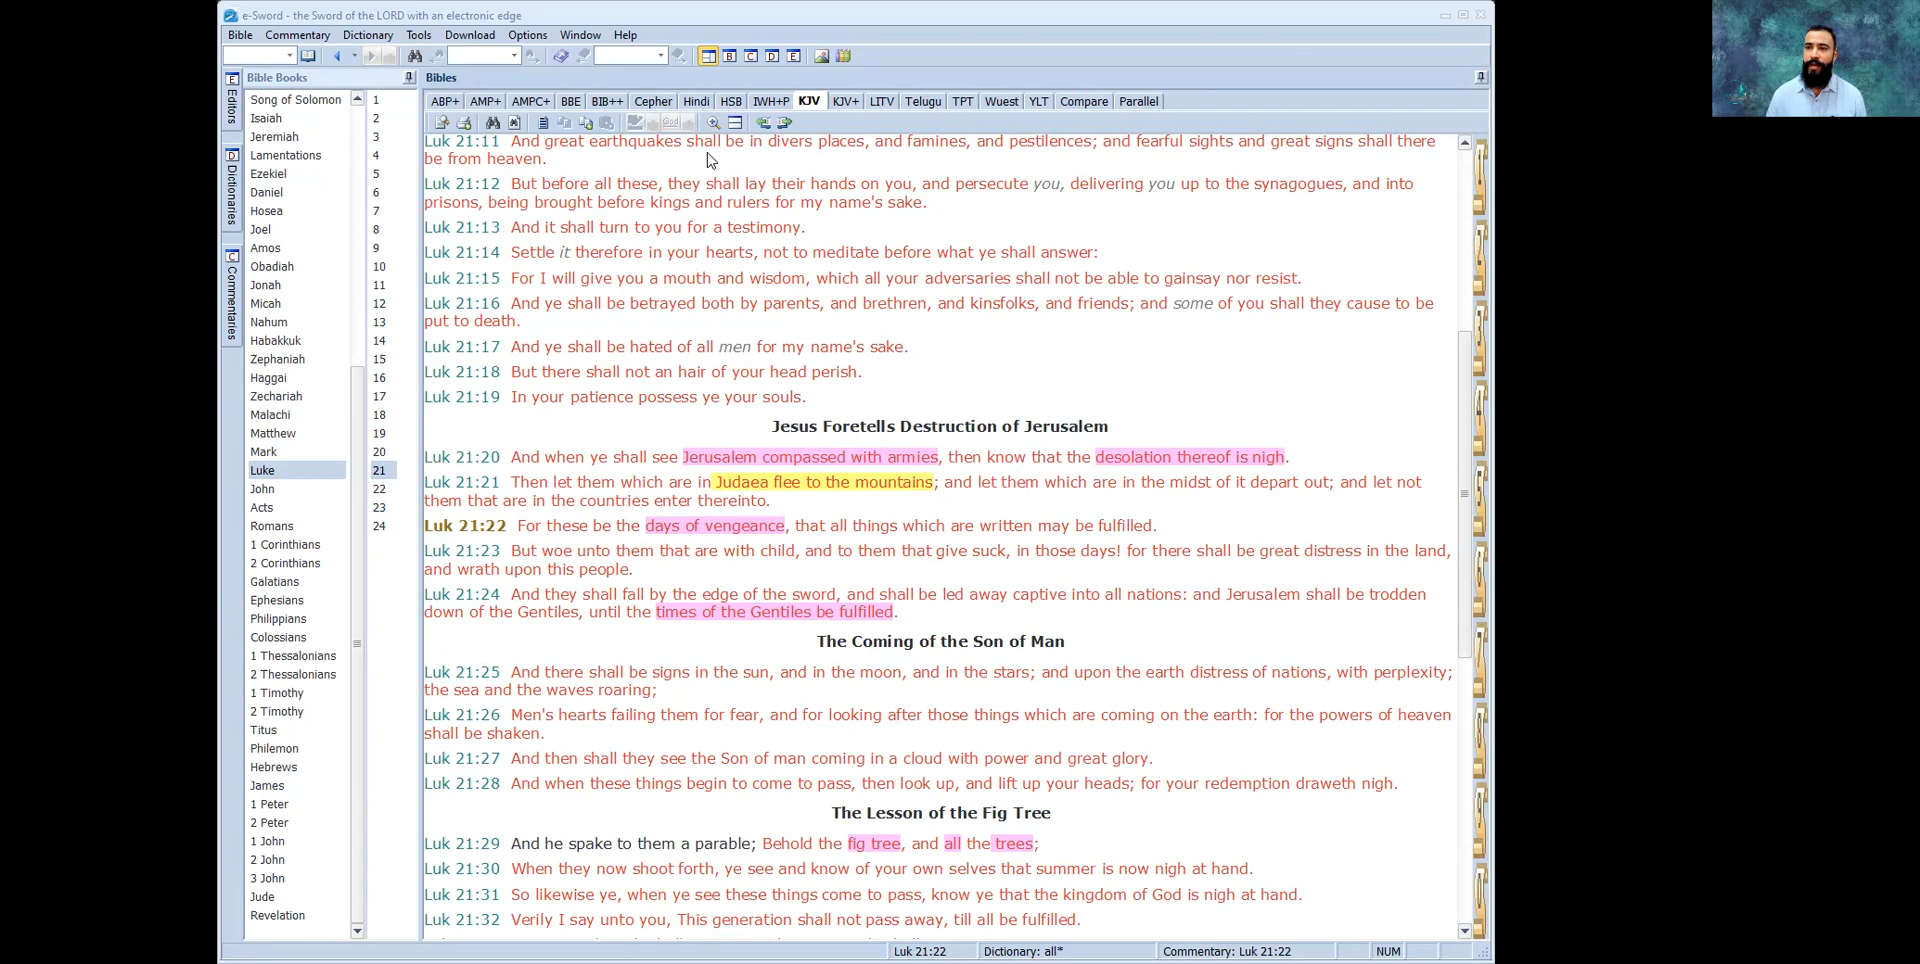 e-Sword - the Sword of the LORD with an electronic edge
Bible Commentary Dictionary Tools Download Options Window Help
B C D E
Bible Books
Bibles
E Editors
D Dictionaries
C Commentaries
Song of Solomon
Isaiah
Jeremiah
Lamentations
Ezekiel
Daniel
Hosea
Joel
Amos
Obadiah
Jonah
Micah
Nahum
Habakkuk
Zephaniah
Haggai
Zechariah
Malachi
Matthew
Mark
Luke
John
Acts
Romans
1 Corinthians
2 Corinthians
Galatians
Ephesians
Philippians
Colossians
1 Thessalonians
2 Thessalonians
1 Timothy
2 Timothy
Titus
Philemon
Hebrews
James
1 Peter
2 Peter
1 John
2 John
3 John
Jude
Revelation
1
2
3
4
5
6
7
8
9
10
11
12
13
14
15
16
17
18
19
20
21
22
23
24
ABP+ AMP+ AMPC+ BBE BIB++ Cepher Hindi HSB IWH+P KJV KJV+ LITV Telugu TPT Wuest YLT Compare Parallel
God
Luk 21:11 And great earthquakes shall be in divers places, and famines, and pestilences; and fearful sights and great signs shall there
be from heaven.
Luk 21:12 But before all these, they shall lay their hands on you, and persecute you, delivering you up to the synagogues, and into
prisons, being brought before kings and rulers for my name's sake.
Luk 21:13 And it shall turn to you for a testimony.
Luk 21:14 Settle it therefore in your hearts, not to meditate before what ye shall answer:
Luk 21:15 For I will give you a mouth and wisdom, which all your adversaries shall not be able to gainsay nor resist.
Luk 21:16 And ye shall be betrayed both by parents, and brethren, and kinsfolks, and friends; and some of you shall they cause to be
put to death.
Luk 21:17 And ye shall be hated of all men for my name's sake.
Luk 21:18 But there shall not an hair of your head perish.
Luk 21:19 In your patience possess ye your souls.
Jesus Foretells Destruction of Jerusalem
Luk 21:20 And when ye shall see Jerusalem compassed with armies, then know that the desolation thereof is nigh.
Luk 21:21 Then let them which are in Judaea flee to the mountains; and let them which are in the midst of it depart out; and let not
them that are in the countries enter thereinto.
Luk 21:22 For these be the days of vengeance, that all things which are written may be fulfilled.
Luk 21:23 But woe unto them that are with child, and to them that give suck, in those days! for there shall be great distress in the land,
and wrath upon this people.
Luk 21:24 And they shall fall by the edge of the sword, and shall be led away captive into all nations: and Jerusalem shall be trodden
down of the Gentiles, until the times of the Gentiles be fulfilled.
The Coming of the Son of Man
Luk 21:25 And there shall be signs in the sun, and in the moon, and in the stars; and upon the earth distress of nations, with perplexity;
the sea and the waves roaring;
Luk 21:26 Men's hearts failing them for fear, and for looking after those things which are coming on the earth: for the powers of heaven
shall be shaken.
Luk 21:27 And then shall they see the Son of man coming in a cloud with power and great glory.
Luk 21:28 And when these things begin to come to pass, then look up, and lift up your heads; for your redemption draweth nigh.
The Lesson of the Fig Tree
Luk 21:29 And he spake to them a parable; Behold the fig tree, and all the trees;
Luk 21:30 When they now shoot forth, ye see and know of your own selves that summer is now nigh at hand.
Luk 21:31 So likewise ye, when ye see these things come to pass, know ye that the kingdom of God is nigh at hand.
Luk 21:32 Verily I say unto you, This generation shall not pass away, till all be fulfilled.
Luk 21:22 Dictionary: all* Commentary: Luk 21:22 NUM